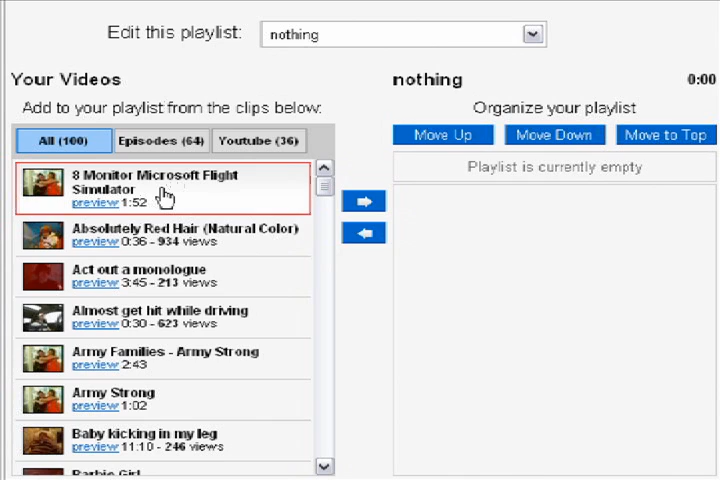 Edit this playlist: nothing
Your Videos
Add to your playlist from the clips below:
All (100) Episodes (64) Youtube (36)
8 Monitor Microsoft Flight
Simulator
preview 1:52
Absolutely Red Hair (Natural Color)
preview 0:36 - 934 views
Act out a monologue
preview 3:45 - 213 views
Almost get hit while driving
preview 0:30 - 623 views
Army Families - Army Strong
preview 2:43
Army Strong
preview 1:02
Baby kicking in my leg
preview 11:10 - 246 views
Barbie Girl
nothing 0:00
Organize your playlist
Move Up Move Down Move to Top
Playlist is currently empty